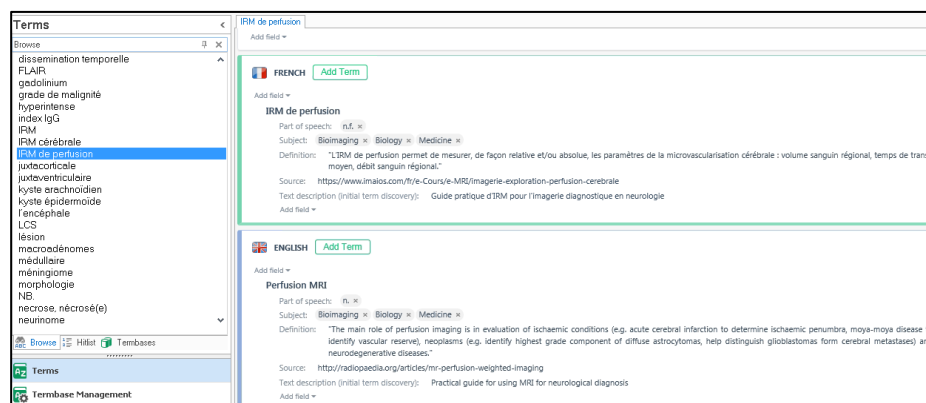 Terms
Browse
dissemination temporelle
FLAIR
gadolinium
grade de malignité
hyperintense
index IgG
IRM
IRM cérébrale
IRM de perfusion
juxtacorticale
juxtaventriculaire
kyste arachnoïdien
kyste épidermoïde
l'encéphale
LCS
lésion
macroadénomes
médullaire
méningiome
morphologie
NB.
necrose, nécrosé(e)
neurinome
Browse Hitlist Termbases
Terms
Termbase Management
IRM de perfusion
Add field
FRENCH Add Term
Add field
IRM de perfusion
Part of speech: n.f. ×
Subject: Bioimaging × Biology × Medicine ×
Definition: "L'IRM de perfusion permet de mesurer, de façon relative et/ou absolue, les paramètres de la microvascularisation cérébrale : volume sanguin régional, temps de tran
moyen, débit sanguin régional."
Source: https://www.imaios.com/fr/e-Cours/e-MRI/imagerie-exploration-perfusion-cerebrale
Text description (initial term discovery): Guide pratique d'IRM pour l'imagerie diagnostique en neurologie
Add field
ENGLISH Add Term
Add field
Perfusion MRI
Part of speech: n. ×
Subject: Bioimaging × Biology × Medicine ×
Definition: "The main role of perfusion imaging is in evaluation of ischaemic conditions (e.g. acute cerebral infarction to determine ischaemic penumbra, moya-moya disease
identify vascular reserve), neoplasms (e.g. identify highest grade component of diffuse astrocytomas, help distinguish glioblastomas form cerebral metastases) a
neurodegenerative diseases."
Source: http://radiopaedia.org/articles/mr-perfusion-weighted-imaging
Text description (initial term discovery): Practical guide for using MRI for neurological diagnosis
Add field